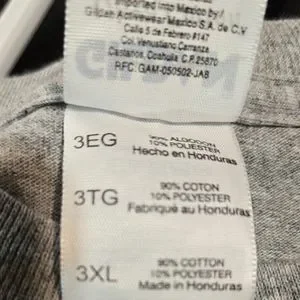 Imported into Mexico by /
Gildan Activewear Mexico S.A. de C.V
Calle 5 de Febrero #147
Col. Venustiano Carranza
Castaños, Coahuila C.P. 25870
RFC. GAM-050502-JA8
3EG
90% ALGODON
10% POLIESTER
Hecho en Honduras
3TG
90% COTTON
10% POLYESTER
Fabriqué au Honduras
3XL
90% COTTON
10% POLYESTER
Made in Honduras